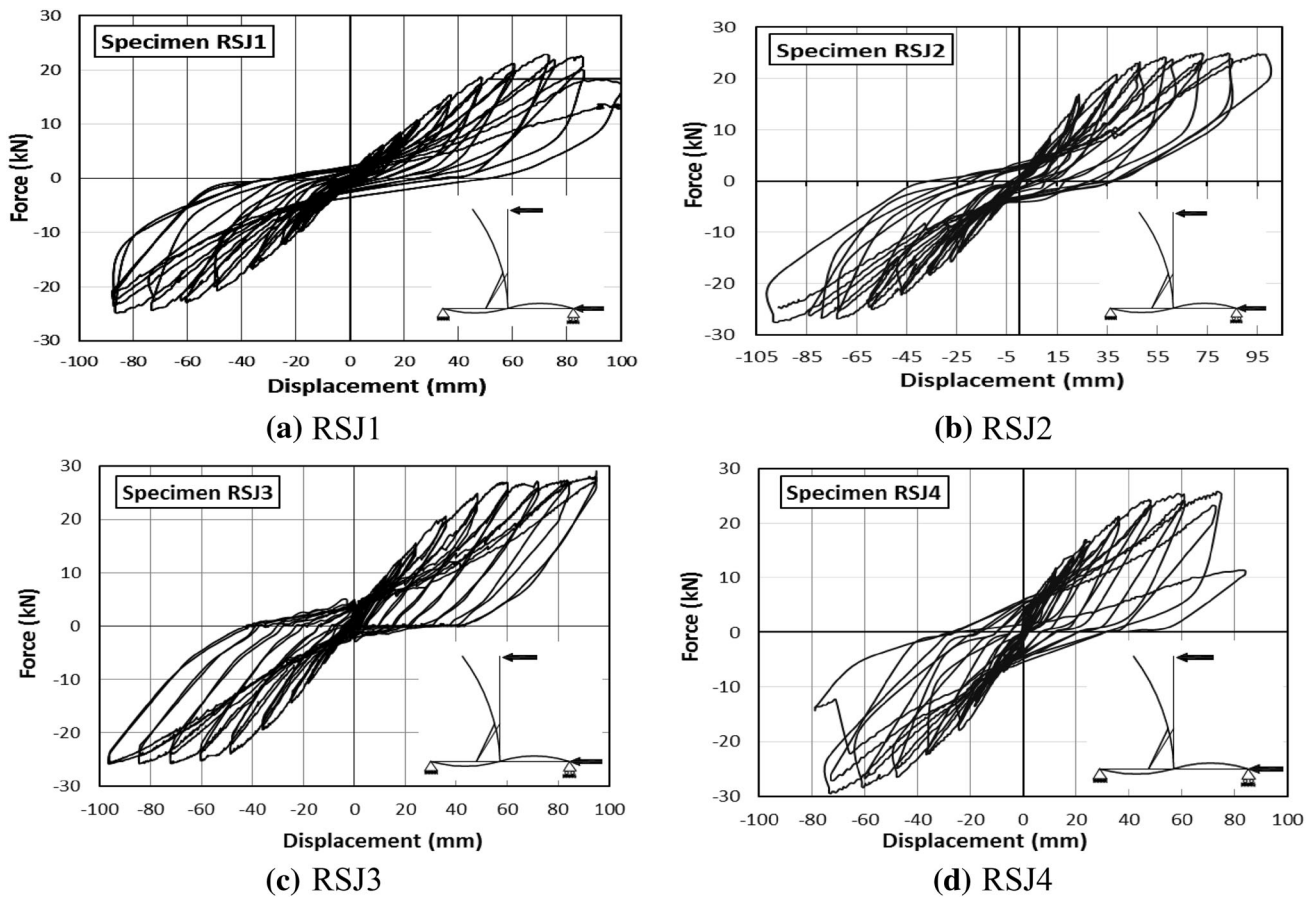 Specimen RSJ1
Force (kN)
30
20
10
0
-10
-20
-30
-100 -80 -60 -40 -20 0 20 40 60 80 100
Displacement (mm)
(a) RSJ1
Specimen RSJ2
Force (kN)
30
20
10
0
-10
-20
-30
-105 -85 -65 -45 -25 -5 15 35 55 75 95
Displacement (mm)
(b) RSJ2
Specimen RSJ3
Force (kN)
30
20
10
0
-10
-20
-30
-100 -80 -60 -40 -20 0 20 40 60 80 100
Displacement (mm)
(c) RSJ3
Specimen RSJ4
Force (kN)
30
20
10
0
-10
-20
-30
-100 -80 -60 -40 -20 0 20 40 60 80 100
Displacement (mm)
(d) RSJ4